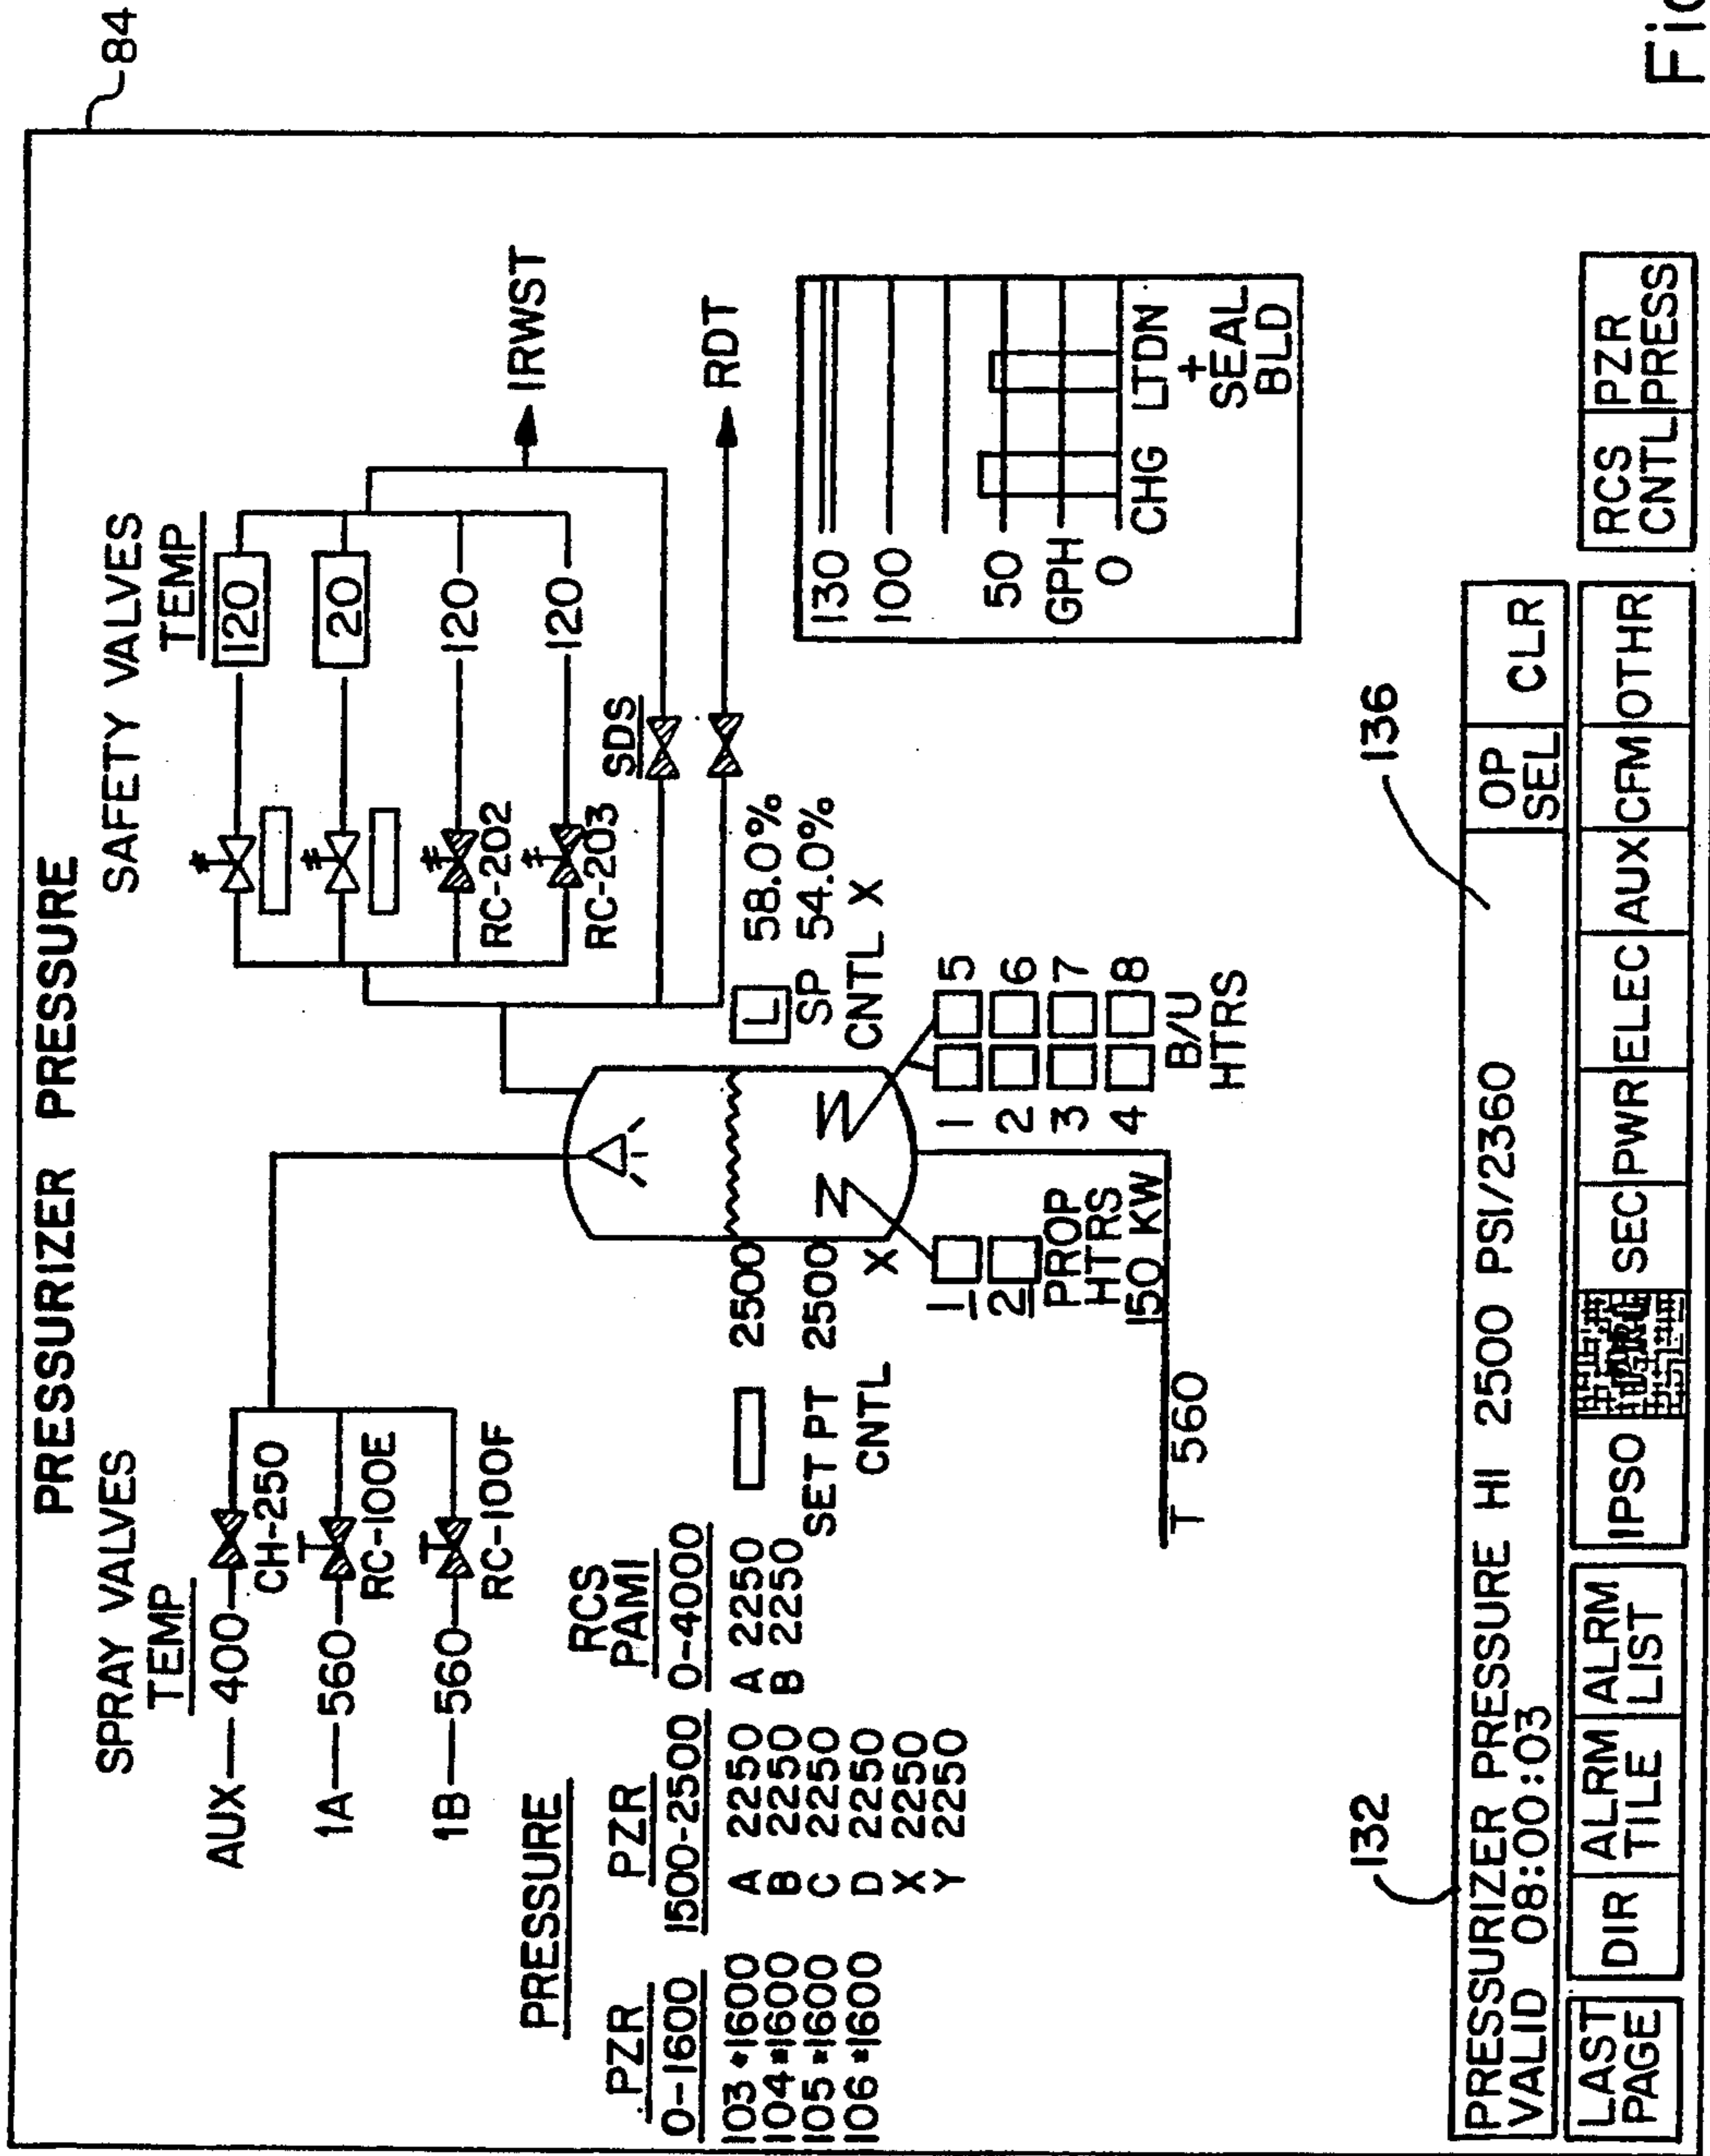 84
PRESSURIZER PRESSURE
SPRAY VALVES
TEMP
AUX 400
CH-250
1A 560
RC-100E
1B 560
RC-100F
SAFETY VALVES
TEMP
120
20
120
RC-202
120
RC-203
IRWST
SDS
RDT
PRESSURE
PZR
0-1600
103 *1600
104 *1600
105 *1600
106 *1600
PZR
1500-2500
A 2250
B 2250
C 2250
D 2250
X 2250
Y 2250
RCS
PAMI
0-4000
A 2250
B 2250
2500
SET PT 2500
CNTL X
L 58.0%
SP 54.0%
CNTL X
1
2
PROP
HTRS
150 KW
1 5
2 6
3 7
4 8
B/U
HTRS
T 560
130
100
50
GPH
0
CHG LTDN
+
SEAL
BLD
132
136
PRESSURIZER PRESSURE HI 2500 PSI/2360
VALID 08:00:03
OP
SEL
CLR
LAST
PAGE
DIR
ALRM
TILE
ALRM
LIST
IPSO
SEC
PWR
ELEC
AUX
CFM
OTHR
RCS
CNTL
PZR
PRESS